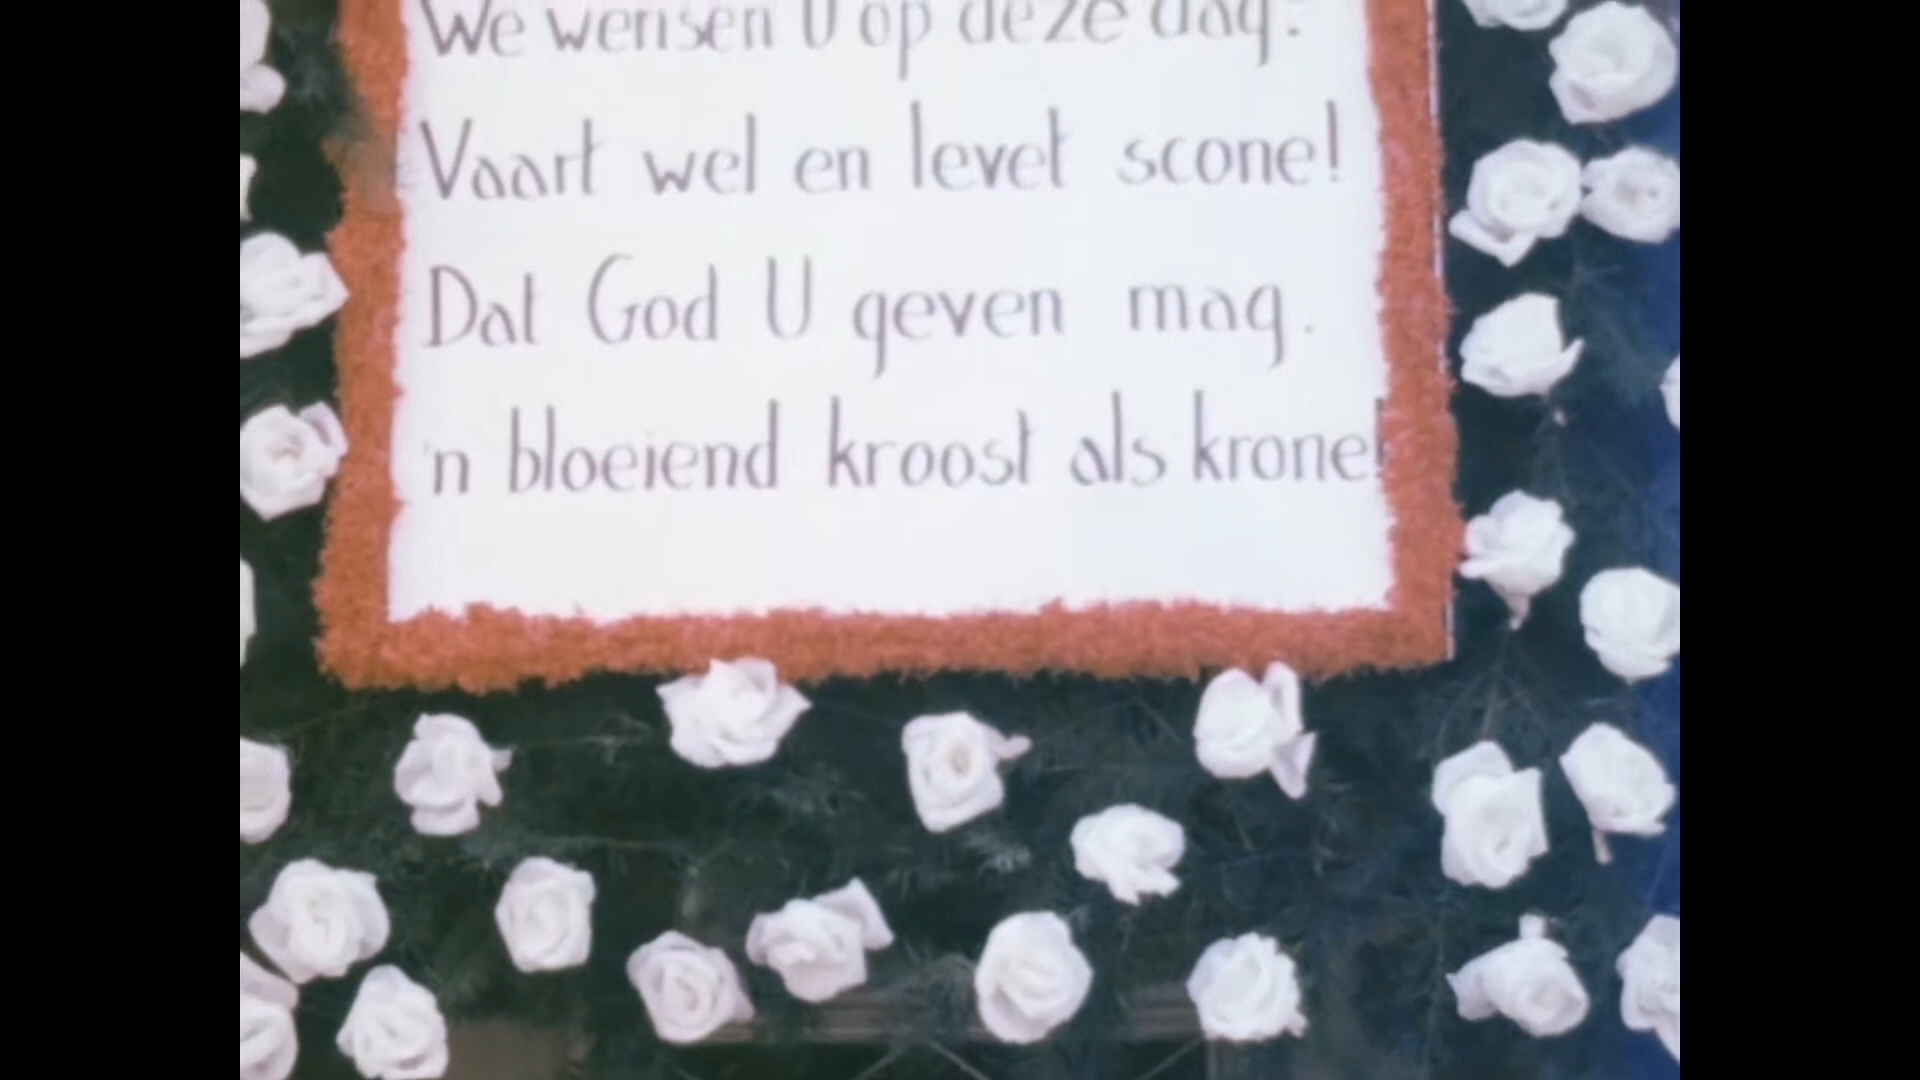 We wensen U op deze dag.
Vaart wel en levet scone!
Dat God U geven mag.
'n bloeiend kroost als krone!